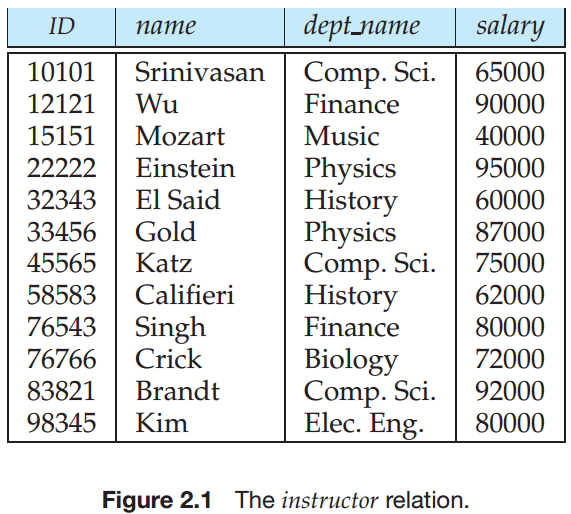 ID name dept_name salary
10101 Srinivasan Comp. Sci. 65000
12121 Wu Finance 90000
15151 Mozart Music 40000
22222 Einstein Physics 95000
32343 El Said History 60000
33456 Gold Physics 87000
45565 Katz Comp. Sci. 75000
58583 Califieri History 62000
76543 Singh Finance 80000
76766 Crick Biology 72000
83821 Brandt Comp. Sci. 92000
98345 Kim Elec. Eng. 80000
Figure 2.1 The instructor relation.